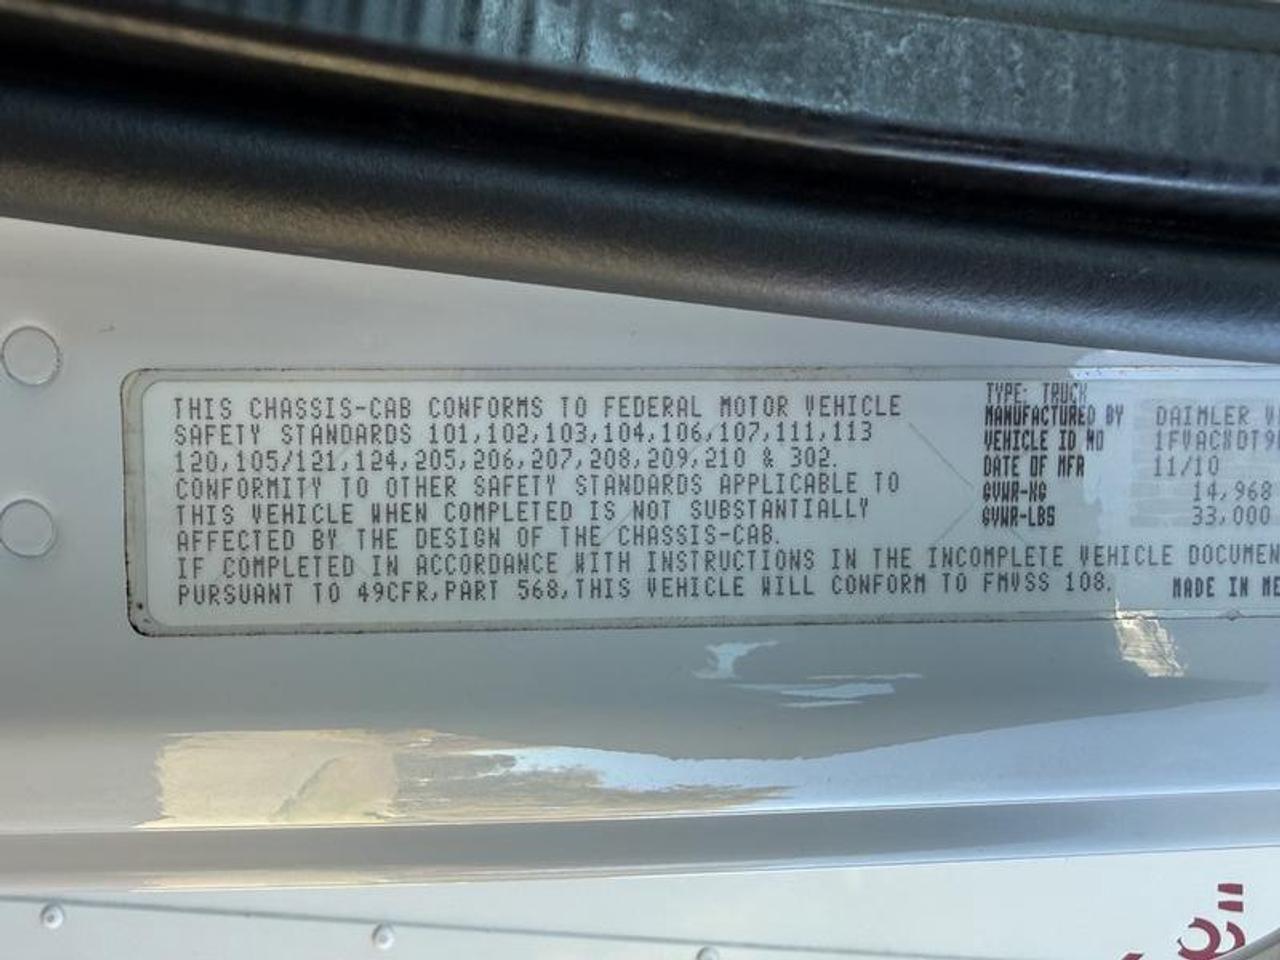 THIS CHASSIS-CAB CONFORMS TO FEDERAL MOTOR VEHICLE
SAFETY STANDARDS 101,102,103,104,106,107,111,113
120,105/121,124,205,206,207,208,209,210 & 302.
CONFORMITY TO OTHER SAFETY STANDARDS APPLICABLE TO
THIS VEHICLE WHEN COMPLETED IS NOT SUBSTANTIALLY
AFFECTED BY THE DESIGN OF THE CHASSIS-CAB.
IF COMPLETED IN ACCORDANCE WITH INSTRUCTIONS IN THE INCOMPLETE VEHICLE DOCUMEN
PURSUANT TO 49CFR,PART 568,THIS VEHICLE WILL CONFORM TO FMVSS 108.
TYPE: TRUCK
MANUFACTURED BY DAIMLER V
VEHICLE ID NO
DATE OF MFR 11/10
GVWR-KG 14,968
GVWR-LBS 33,000
MADE IN ME